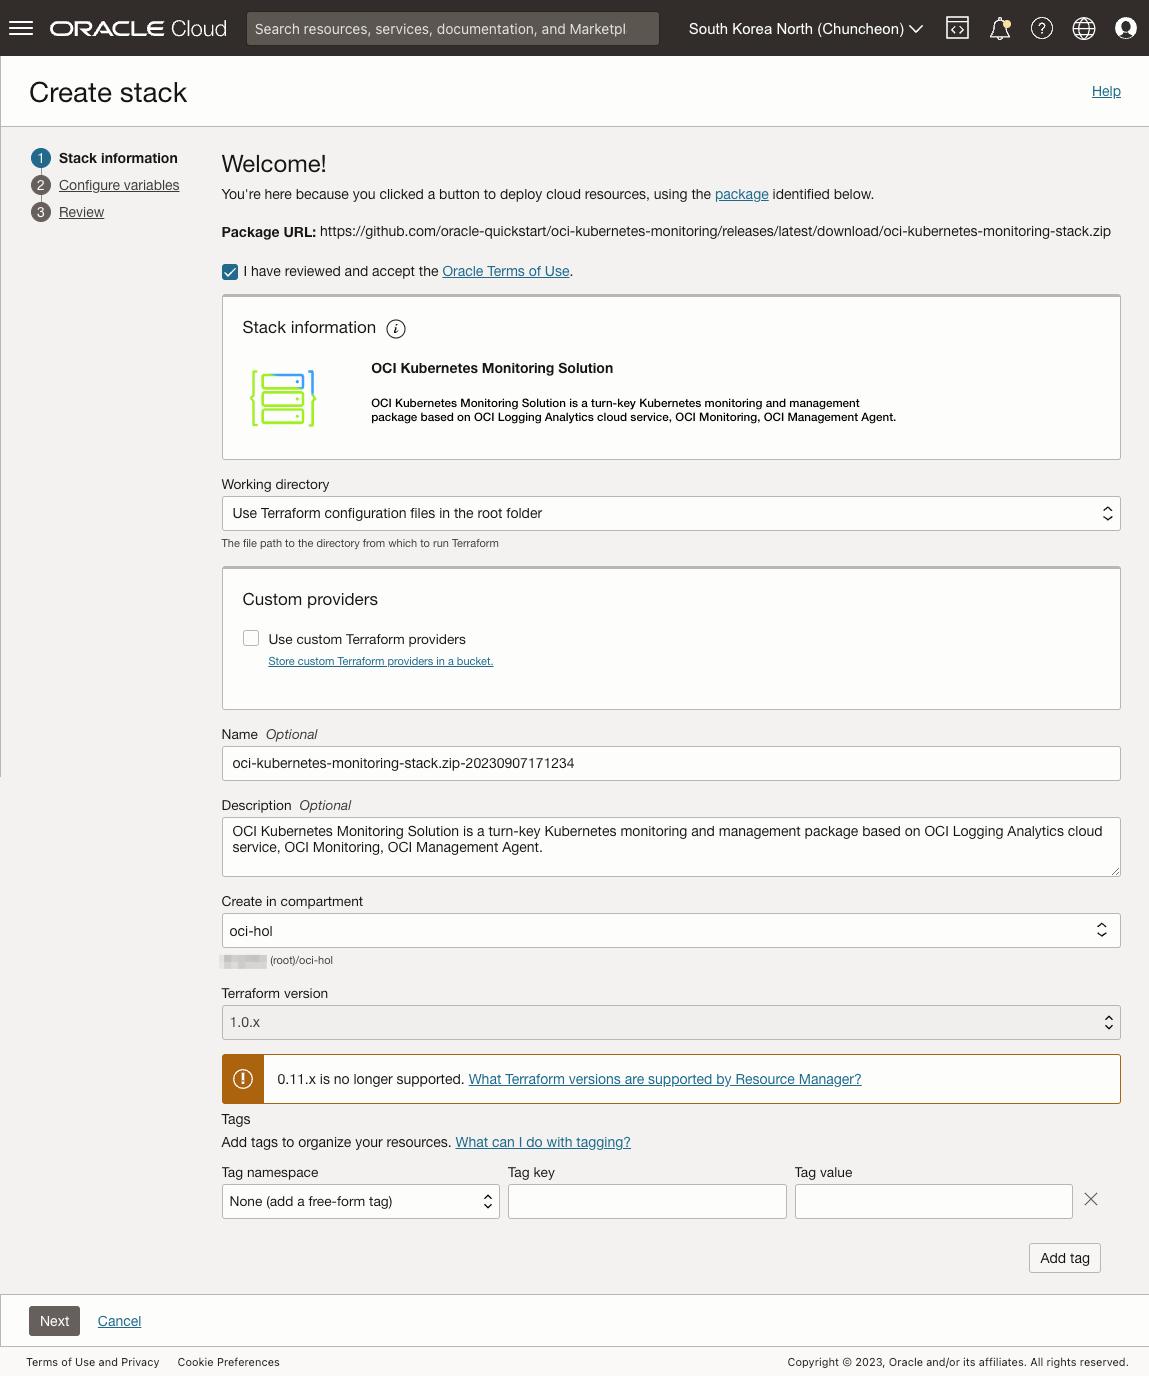 ORACLE Cloud
Search resources, services, documentation, and Marketpl
South Korea North (Chuncheon)
Create stack
Help
1 Stack information
2 Configure variables
3 Review
Welcome!
You're here because you clicked a button to deploy cloud resources, using the package identified below.
Package URL: https://github.com/oracle-quickstart/oci-kubernetes-monitoring/releases/latest/download/oci-kubernetes-monitoring-stack.zip
I have reviewed and accept the Oracle Terms of Use.
Stack information i
OCI Kubernetes Monitoring Solution
OCI Kubernetes Monitoring Solution is a turn-key Kubernetes monitoring and management
package based on OCI Logging Analytics cloud service, OCI Monitoring, OCI Management Agent.
Working directory
Use Terraform configuration files in the root folder
The file path to the directory from which to run Terraform
Custom providers
Use custom Terraform providers
Store custom Terraform providers in a bucket.
Name Optional
oci-kubernetes-monitoring-stack.zip-20230907171234
Description Optional
OCI Kubernetes Monitoring Solution is a turn-key Kubernetes monitoring and management package based on OCI Logging Analytics cloud
service, OCI Monitoring, OCI Management Agent.
Create in compartment
oci-hol
(root)/oci-hol
Terraform version
1.0.x
0.11.x is no longer supported. What Terraform versions are supported by Resource Manager?
Tags
Add tags to organize your resources. What can I do with tagging?
Tag namespace
Tag key
Tag value
None (add a free-form tag)
Add tag
Next
Cancel
Terms of Use and Privacy
Cookie Preferences
Copyright © 2023, Oracle and/or its affiliates. All rights reserved.